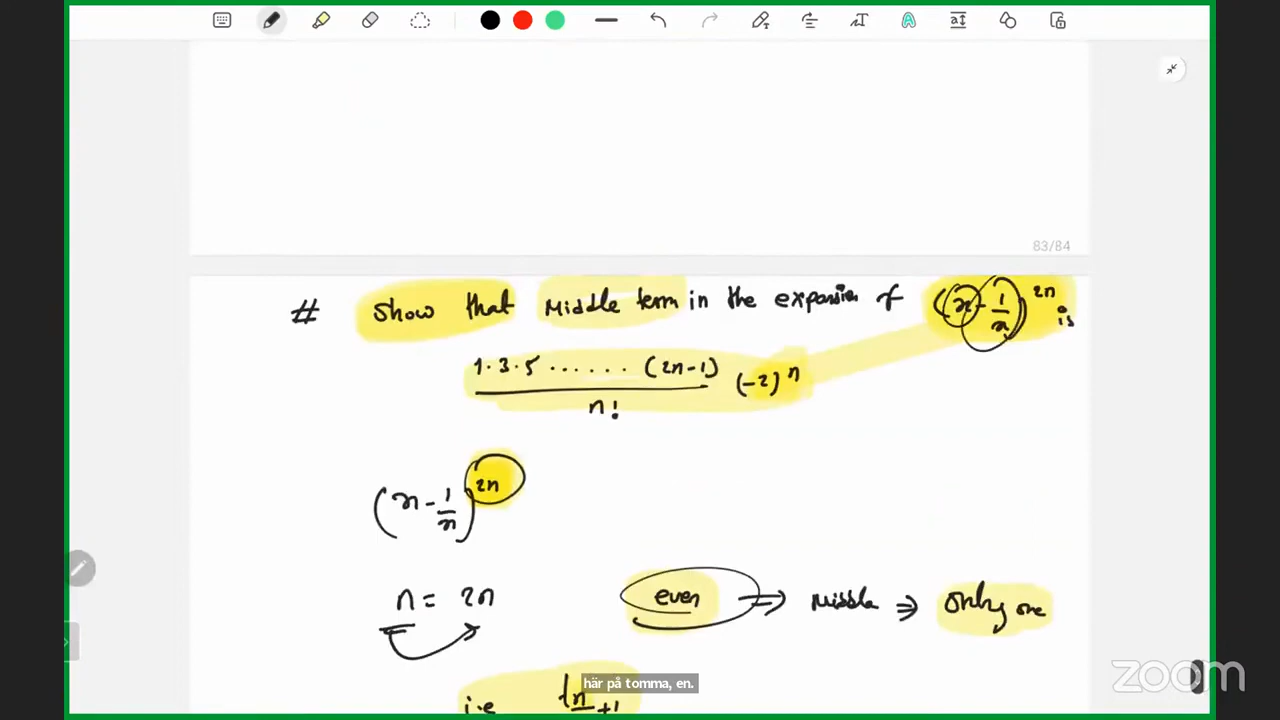 83/84
# Show that Middle term in the expansion of (x - 1/x)^2n is
1·3·5 ...... (2n-1) / n! (-2)^n
(x - 1/x)^2n
n = 2n even ⇒ Middle ⇒ only one
i.e +1
här på tomma, en.
zoom